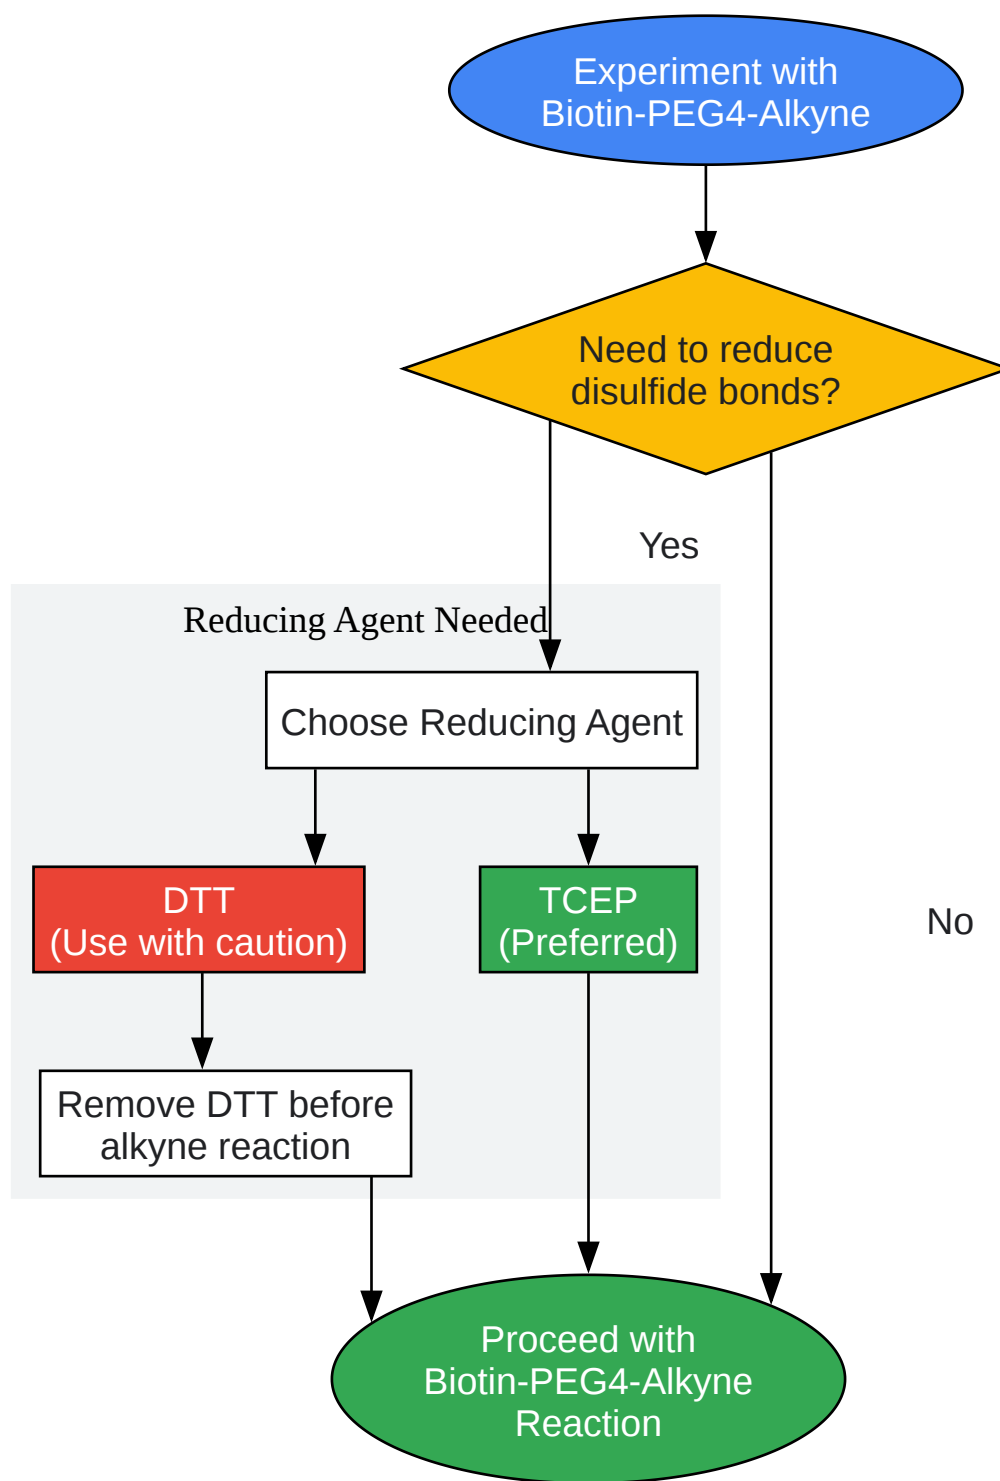 Experiment with
Biotin-PEG4-Alkyne
Need to reduce
disulfide bonds?
Yes
Reducing Agent Needed
Choose Reducing Agent
DTT
(Use with caution)
TCEP
(Preferred)
No
Remove DTT before
alkyne reaction
Proceed with
Biotin-PEG4-Alkyne
Reaction